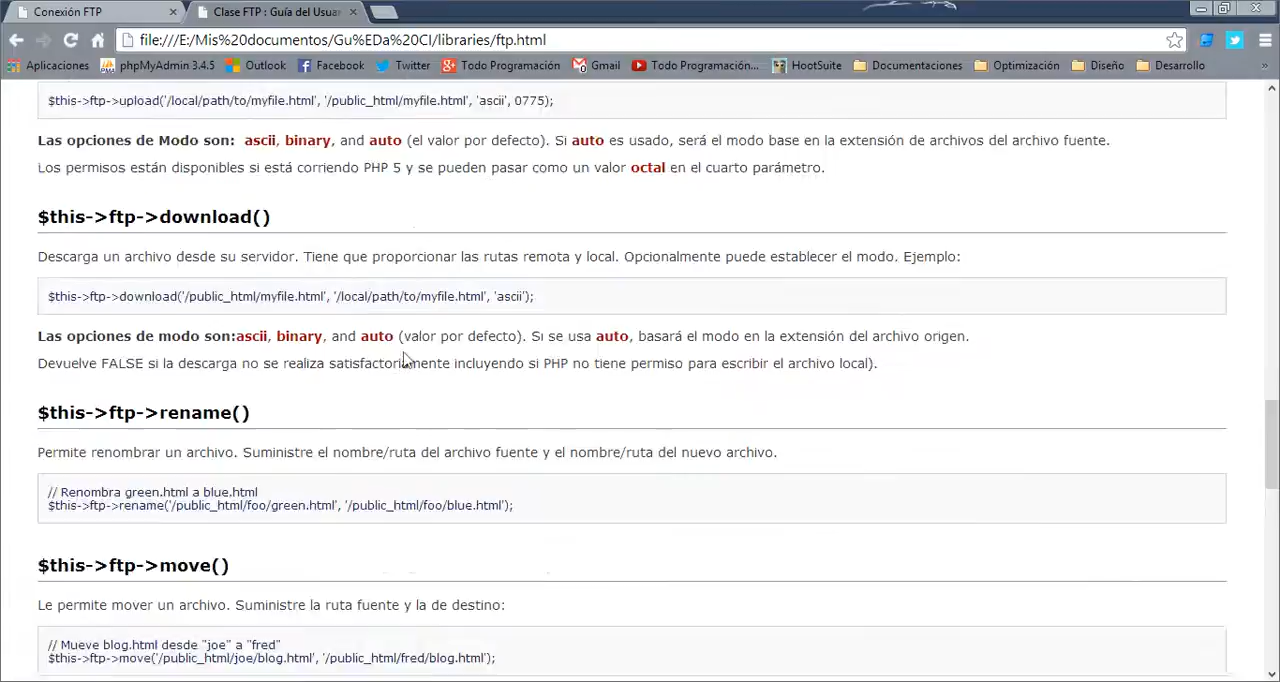 Conexión FTP
Clase FTP : Guía del Usuar
file:///E:/Mis%20documentos/Gu%EDa%20CI/libraries/ftp.html
Aplicaciones phpMyAdmin 3.4.5 Outlook Facebook Twitter Todo Programación Gmail Todo Programación... HootSuite Documentaciones Optimización Diseño Desarrollo »
$this->ftp->upload('/local/path/to/myfile.html', '/public_html/myfile.html', 'ascii', 0775);
Las opciones de Modo son: ascii, binary, and auto (el valor por defecto). Si auto es usado, será el modo base en la extensión de archivos del archivo fuente.
Los permisos están disponibles si está corriendo PHP 5 y se pueden pasar como un valor octal en el cuarto parámetro.
$this->ftp->download()
Descarga un archivo desde su servidor. Tiene que proporcionar las rutas remota y local. Opcionalmente puede establecer el modo. Ejemplo:
$this->ftp->download('/public_html/myfile.html', '/local/path/to/myfile.html', 'ascii');
Las opciones de modo son:ascii, binary, and auto (valor por defecto). Si se usa auto, basará el modo en la extensión del archivo origen.
Devuelve FALSE si la descarga no se realiza satisfactoriamente incluyendo si PHP no tiene permiso para escribir el archivo local).
$this->ftp->rename()
Permite renombrar un archivo. Suministre el nombre/ruta del archivo fuente y el nombre/ruta del nuevo archivo.
// Renombra green.html a blue.html
$this->ftp->rename('/public_html/foo/green.html', '/public_html/foo/blue.html');
$this->ftp->move()
Le permite mover un archivo. Suministre la ruta fuente y la de destino:
// Mueve blog.html desde "joe" a "fred"
$this->ftp->move('/public_html/joe/blog.html', '/public_html/fred/blog.html');